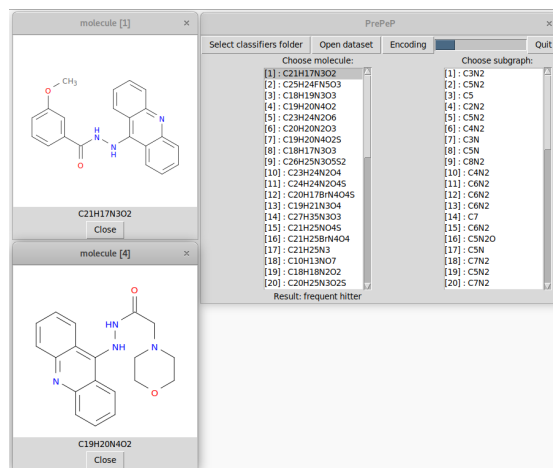 molecule [1]
×
CH₃
O
N
H
N
H
O
N
C21H17N3O2
Close
molecule [4]
×
O
HN
NH
N
N
O
C19H20N4O2
Close
PrePeP
×
Select classifiers folder
Open dataset
Encoding
Quit
Choose molecule:
[1] : C21H17N3O2
[2] : C25H24FN5O3
[3] : C18H19N3O3
[4] : C19H20N4O2
[5] : C23H24N2O6
[6] : C20H20N2O3
[7] : C19H20N4O2S
[8] : C18H17N3O3
[9] : C26H25N3O5S2
[10] : C23H24N2O4
[11] : C24H24N2O4S
[12] : C20H17BrN4O4S
[13] : C19H21N3O4
[14] : C27H35N3O3
[15] : C21H25NO4S
[16] : C21H25BrN4O4
[17] : C21H25N3
[18] : C10H13NO7
[19] : C18H18N2O2
[20] : C20H25N3O2S
Choose subgraph:
[1] : C3N2
[2] : C5N2
[3] : C5
[4] : C2N2
[5] : C5N2
[6] : C4N2
[7] : C3N
[8] : C5N
[9] : C8N2
[10] : C4N2
[11] : C6N2
[12] : C6N2
[13] : C6N2
[14] : C7
[15] : C6N2
[16] : C5N2O
[17] : C5N
[18] : C7N2
[19] : C5N2
[20] : C7N2
Result: frequent hitter